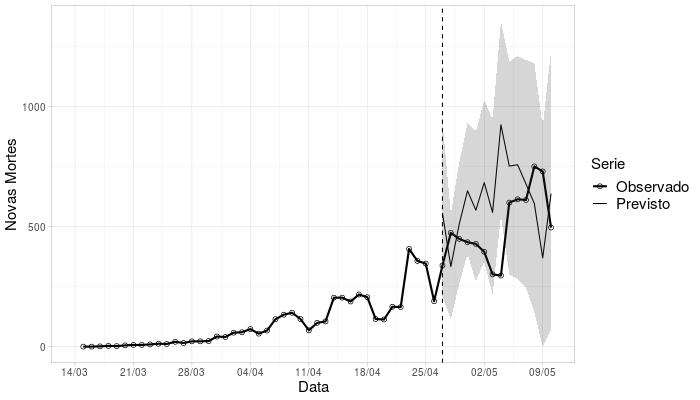 1000
500
0
Novas Mortes
14/03
21/03
28/03
04/04
11/04
18/04
25/04
02/05
09/05
Data
Serie
Observado
Previsto